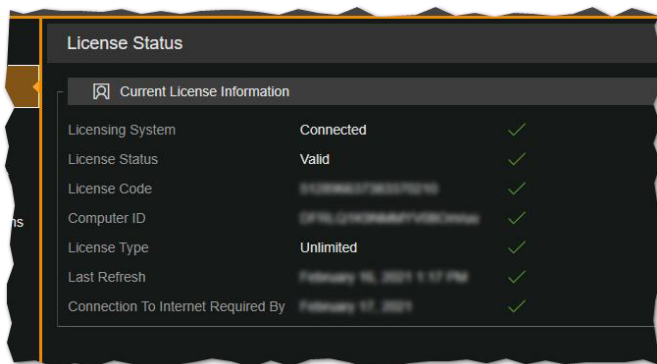 License Status
Current License Information
Licensing System Connected
License Status Valid
License Code
Computer ID
License Type Unlimited
Last Refresh February 16, 2021 1:17 PM
Connection To Internet Required By February 17, 2021
ns